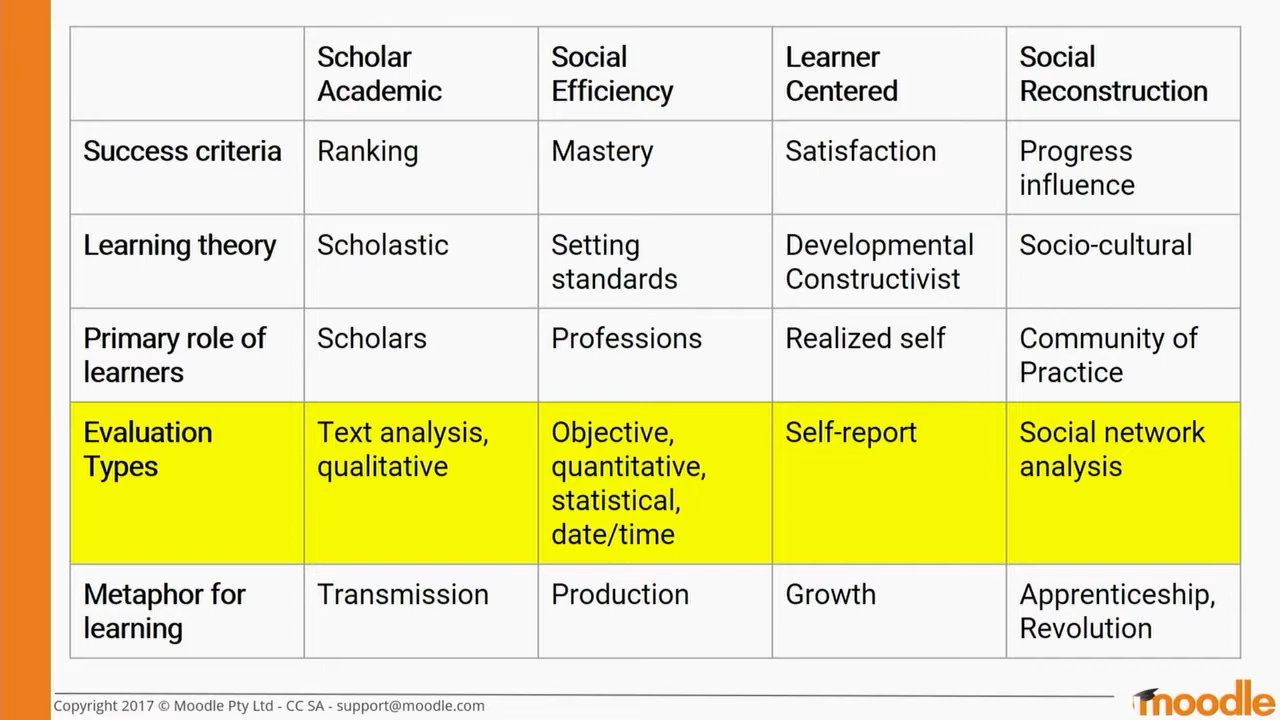 Scholar
Academic
Social
Efficiency
Learner
Centered
Social
Reconstruction
Success criteria
Ranking
Mastery
Satisfaction
Progress
influence
Learning theory
Scholastic
Setting
standards
Developmental
Constructivist
Socio-cultural
Primary role of
learners
Scholars
Professions
Realized self
Community of
Practice
Evaluation
Types
Text analysis,
qualitative
Objective,
quantitative,
statistical,
date/time
Self-report
Social network
analysis
Metaphor for
learning
Transmission
Production
Growth
Apprenticeship,
Revolution
Copyright 2017 © Moodle Pty Ltd - CC SA - support@moodle.com
moodle